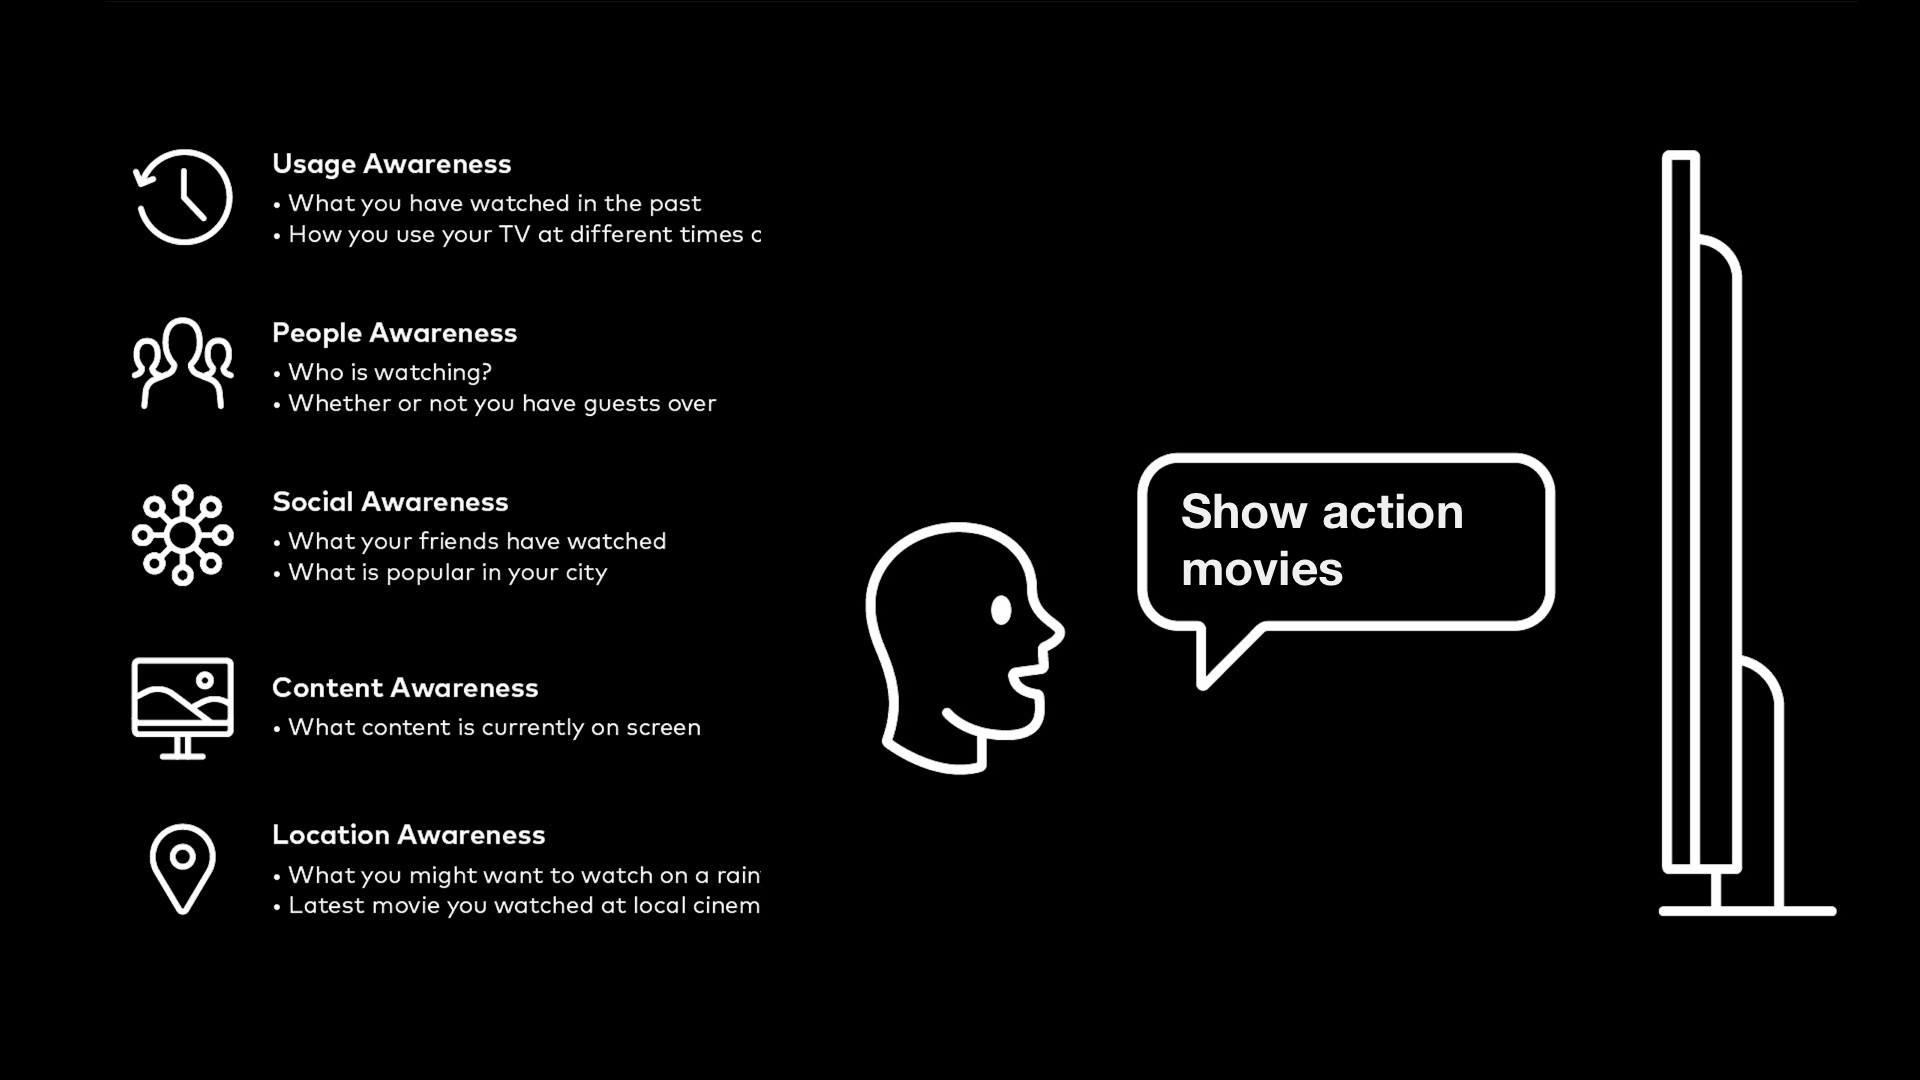 Usage Awareness
• What you have watched in the past
• How you use your TV at different times
People Awareness
• Who is watching?
• Whether or not you have guests over
Social Awareness
• What your friends have watched
• What is popular in your city
Content Awareness
• What content is currently on screen
Location Awareness
• What you might want to watch on a
• Latest movie you watched at local
Show action
movies